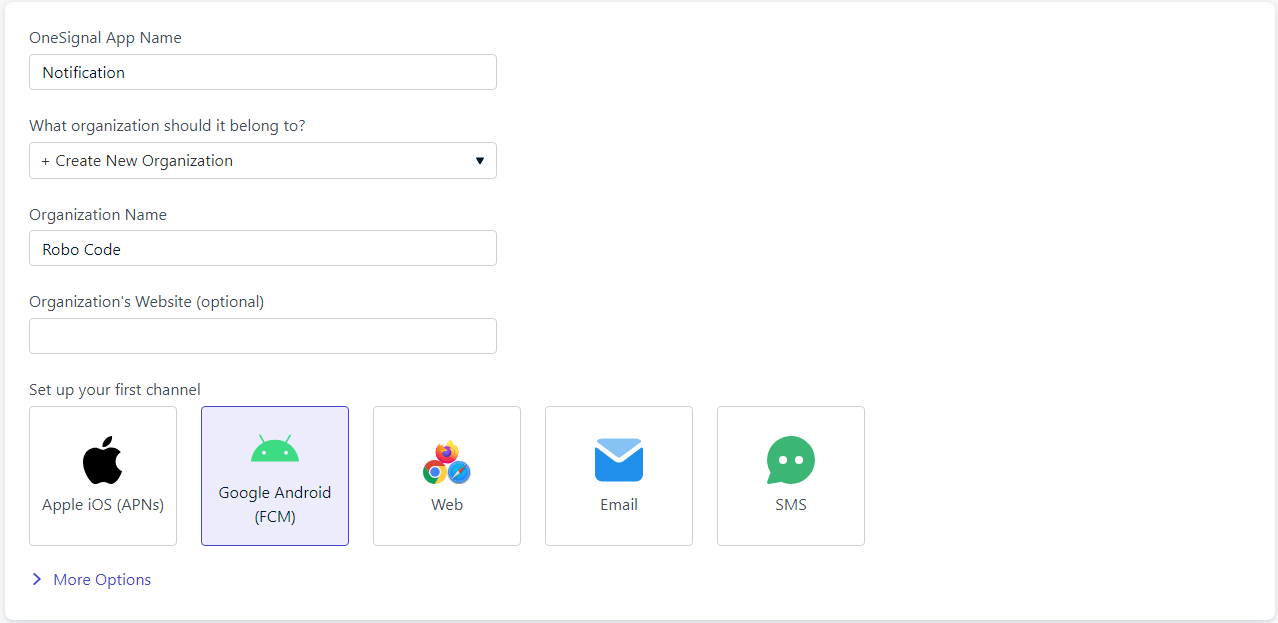 OneSignal App Name
Notification
What organization should it belong to?
+ Create New Organization
Organization Name
Robo Code
Organization's Website (optional)
Set up your first channel
Apple iOS (APNs)
Google Android
(FCM)
Web
Email
SMS
More Options